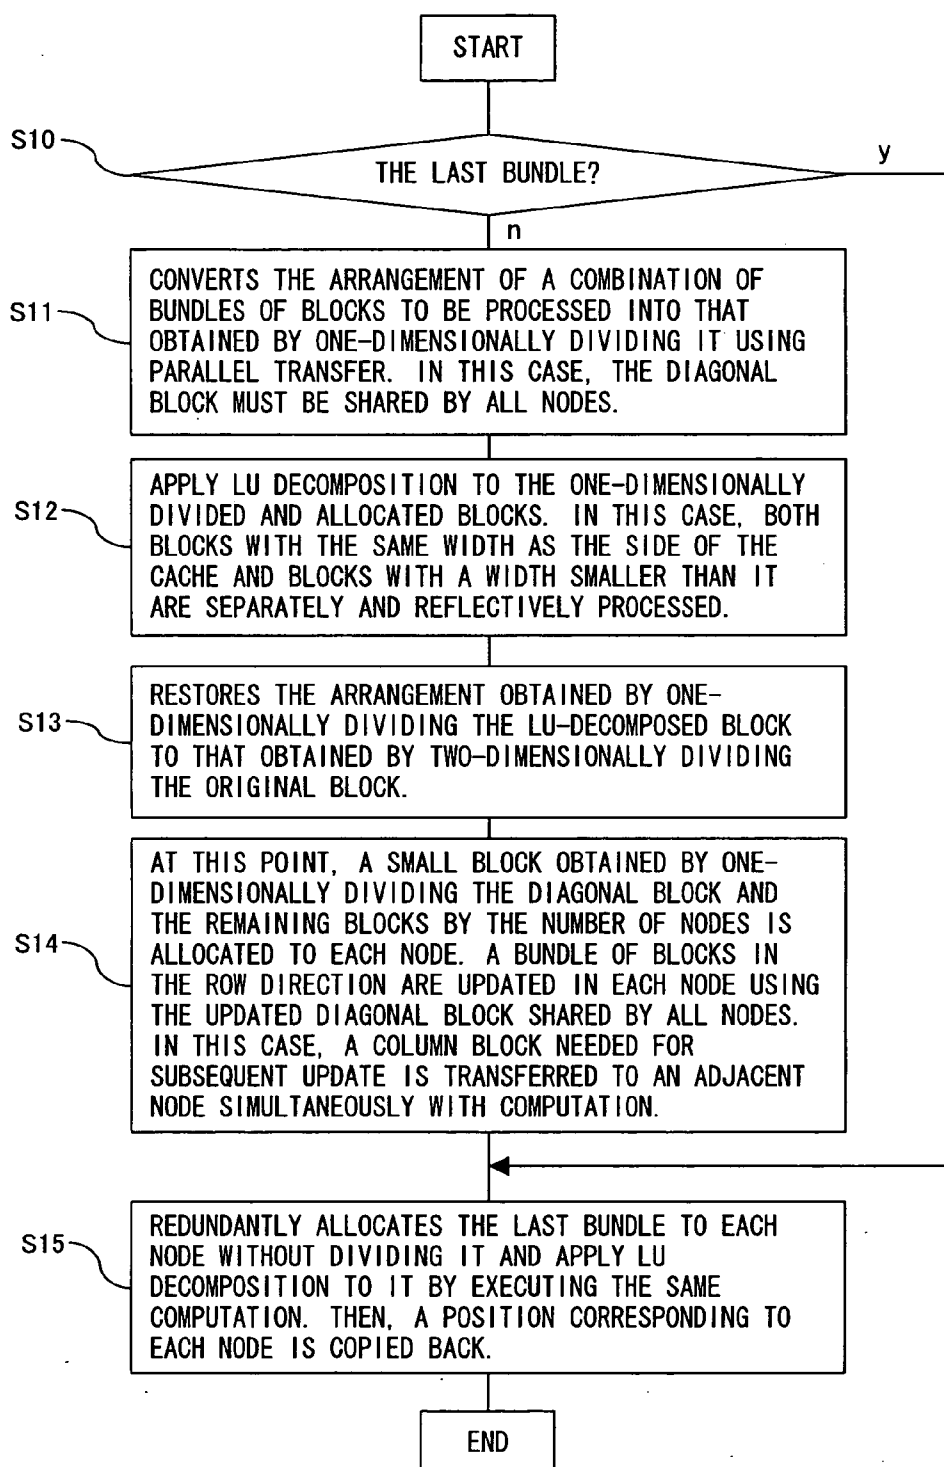 START
S10
THE LAST BUNDLE?
y
n
S11
CONVERTS THE ARRANGEMENT OF A COMBINATION OF
BUNDLES OF BLOCKS TO BE PROCESSED INTO THAT
OBTAINED BY ONE-DIMENSIONALLY DIVIDING IT USING
PARALLEL TRANSFER. IN THIS CASE, THE DIAGONAL
BLOCK MUST BE SHARED BY ALL NODES.
S12
APPLY LU DECOMPOSITION TO THE ONE-DIMENSIONALLY
DIVIDED AND ALLOCATED BLOCKS. IN THIS CASE, BOTH
BLOCKS WITH THE SAME WIDTH AS THE SIDE OF THE
CACHE AND BLOCKS WITH A WIDTH SMALLER THAN IT
ARE SEPARATELY AND REFLECTIVELY PROCESSED.
S13
RESTORES THE ARRANGEMENT OBTAINED BY ONE-
DIMENSIONALLY DIVIDING THE LU-DECOMPOSED BLOCK
TO THAT OBTAINED BY TWO-DIMENSIONALLY DIVIDING
THE ORIGINAL BLOCK.
S14
AT THIS POINT, A SMALL BLOCK OBTAINED BY ONE-
DIMENSIONALLY DIVIDING THE DIAGONAL BLOCK AND
THE REMAINING BLOCKS BY THE NUMBER OF NODES IS
ALLOCATED TO EACH NODE. A BUNDLE OF BLOCKS IN
THE ROW DIRECTION ARE UPDATED IN EACH NODE USING
THE UPDATED DIAGONAL BLOCK SHARED BY ALL NODES.
IN THIS CASE, A COLUMN BLOCK NEEDED FOR
SUBSEQUENT UPDATE IS TRANSFERRED TO AN ADJACENT
NODE SIMULTANEOUSLY WITH COMPUTATION.
S15
REDUNDANTLY ALLOCATES THE LAST BUNDLE TO EACH
NODE WITHOUT DIVIDING IT AND APPLY LU
DECOMPOSITION TO IT BY EXECUTING THE SAME
COMPUTATION. THEN, A POSITION CORRESPONDING TO
EACH NODE IS COPIED BACK.
END